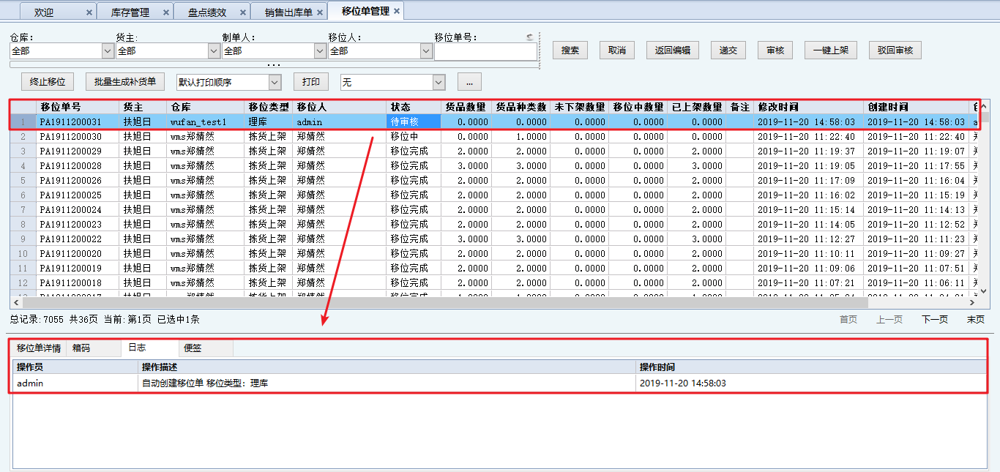 欢迎 库存管理 盘点绩效 销售出库单 移位单管理
仓库： 货主： 制单人： 移位人： 移位单号：
全部 全部 全部 全部 搜索 取消 返回编辑 递交 审核 一键上架 驳回审核
终止移位 批量生成补货单 默认打印顺序 打印 无 ...
移位单号 货主 仓库 移位类型 移位人 状态 货品数量 货品种类数 未下架数量 移位中数量 已上架数量 备注 修改时间 创建时间
1 PA1911200031 扶旭日 wufan_test1 理库 admin 待审核 0.0000 0.0000 0.0000 0.0000 0.0000 2019-11-20 14:58:03 2019-11-20 14:58:03 a
2 PA1911200030 扶旭日 wms郑婧然 拣货上架 郑婧然 移位中 0.0000 1.0000 0.0000 0.0000 0.0000 2019-11-20 11:22:40 2019-11-20 11:22:40
3 PA1911200029 扶旭日 wms郑婧然 拣货上架 郑婧然 移位完成 2.0000 2.0000 0.0000 0.0000 2.0000 2019-11-20 11:19:37 2019-11-20 11:19:07
4 PA1911200028 扶旭日 wms郑婧然 拣货上架 郑婧然 移位完成 3.0000 3.0000 0.0000 0.0000 3.0000 2019-11-20 11:19:05 2019-11-20 11:17:55
5 PA1911200026 扶旭日 wms郑婧然 拣货上架 郑婧然 移位完成 2.0000 2.0000 0.0000 0.0000 2.0000 2019-11-20 11:17:09 2019-11-20 11:16:04
6 PA1911200025 扶旭日 wms郑婧然 拣货上架 郑婧然 移位完成 2.0000 2.0000 0.0000 0.0000 2.0000 2019-11-20 11:16:02 2019-11-20 11:15:19
7 PA1911200024 扶旭日 wms郑婧然 拣货上架 郑婧然 移位完成 2.0000 2.0000 0.0000 0.0000 2.0000 2019-11-20 11:15:14 2019-11-20 11:14:13
8 PA1911200023 扶旭日 wms郑婧然 拣货上架 郑婧然 移位完成 2.0000 2.0000 0.0000 0.0000 2.0000 2019-11-20 11:14:05 2019-11-20 11:12:52
9 PA1911200022 扶旭日 wms郑婧然 拣货上架 郑婧然 移位完成 3.0000 3.0000 0.0000 0.0000 3.0000 2019-11-20 11:12:27 2019-11-20 11:11:23
10 PA1911200020 扶旭日 wms郑婧然 拣货上架 郑婧然 移位完成 2.0000 2.0000 0.0000 0.0000 2.0000 2019-11-20 11:10:11 2019-11-20 11:09:27
11 PA1911200019 扶旭日 wms郑婧然 拣货上架 郑婧然 移位完成 2.0000 2.0000 0.0000 0.0000 2.0000 2019-11-20 11:09:06 2019-11-20 11:07:51
12 PA1911200018 扶旭日 wms郑婧然 拣货上架 郑婧然 移位完成 2.0000 2.0000 0.0000 0.0000 2.0000 2019-11-20 11:07:21 2019-11-20 11:06:11
总记录:7055 共36页 当前:第1页 已选中1条 首页 上一页 下一页 末页
移位单详情 箱码 日志 便签
操作员 操作描述 操作时间
admin 自动创建移位单 移位类型：理库 2019-11-20 14:58:03